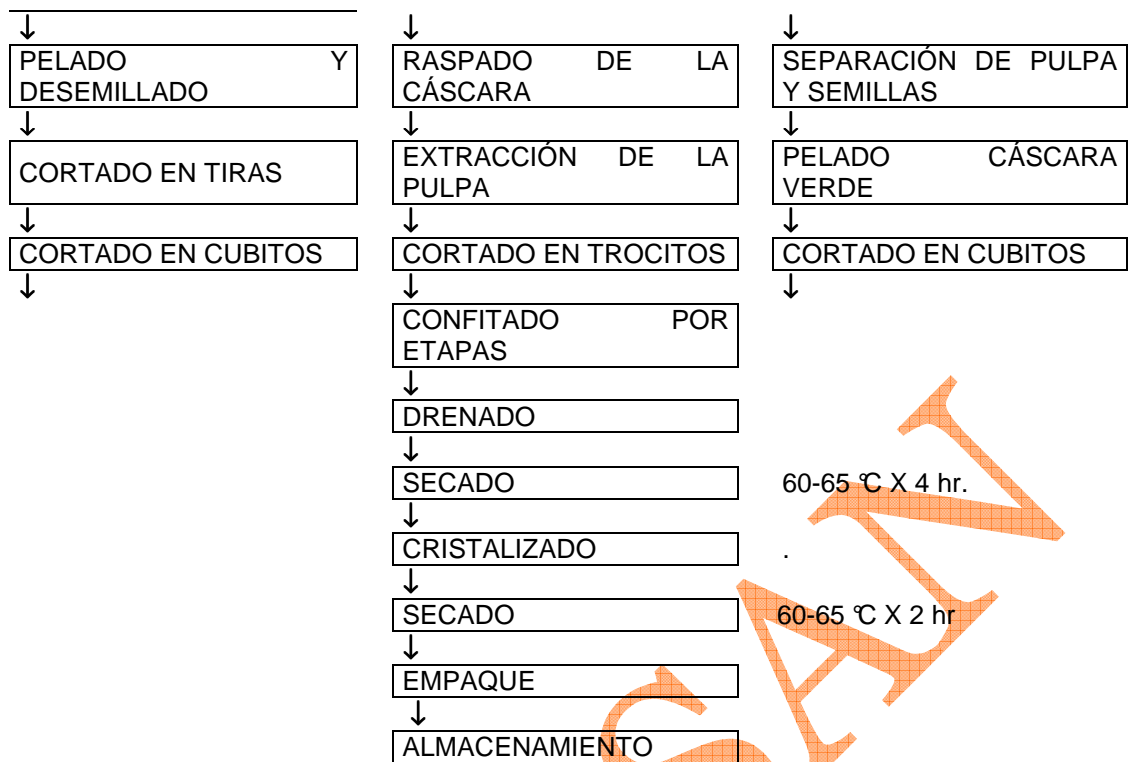 ↓ ↓ ↓
PELADO Y
DESEMILLADO
RASPADO DE LA
CÁSCARA
SEPARACIÓN DE PULPA
Y SEMILLAS
↓ ↓ ↓
CORTADO EN TIRAS
EXTRACCIÓN DE LA
PULPA
PELADO CÁSCARA
VERDE
↓ ↓ ↓
CORTADO EN CUBITOS
CORTADO EN TROCITOS
CORTADO EN CUBITOS
↓ ↓ ↓
CONFITADO POR
ETAPAS
↓
DRENADO
↓
SECADO
60-65 °C X 4 hr.
↓
CRISTALIZADO
.
↓
SECADO
60-65 °C X 2 hr
↓
EMPAQUE
↓
ALMACENAMIENTO